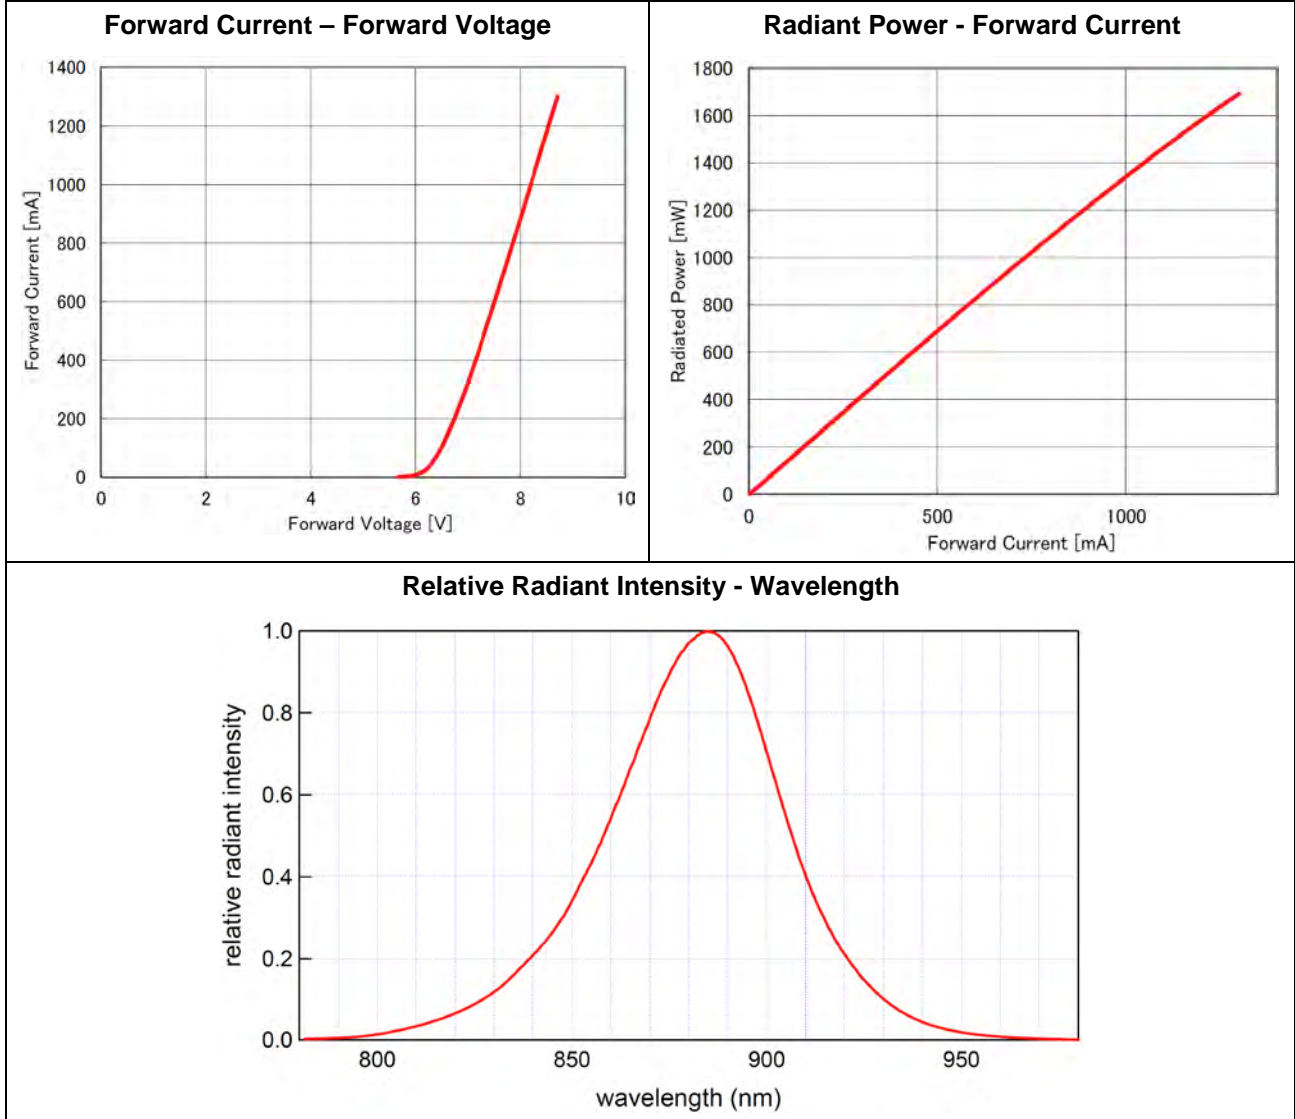 Forward Current – Forward Voltage
1400
1200
1000
800
600
400
200
0
Forward Current [mA]
0 2 4 6 8 10
Forward Voltage [V]
Radiant Power - Forward Current
1800
1600
1400
1200
1000
800
600
400
200
0
Radiated Power [mW]
0 500 1000
Forward Current [mA]
Relative Radiant Intensity - Wavelength
1.0
0.8
0.6
0.4
0.2
0.0
relative radiant intensity
800 850 900 950
wavelength (nm)